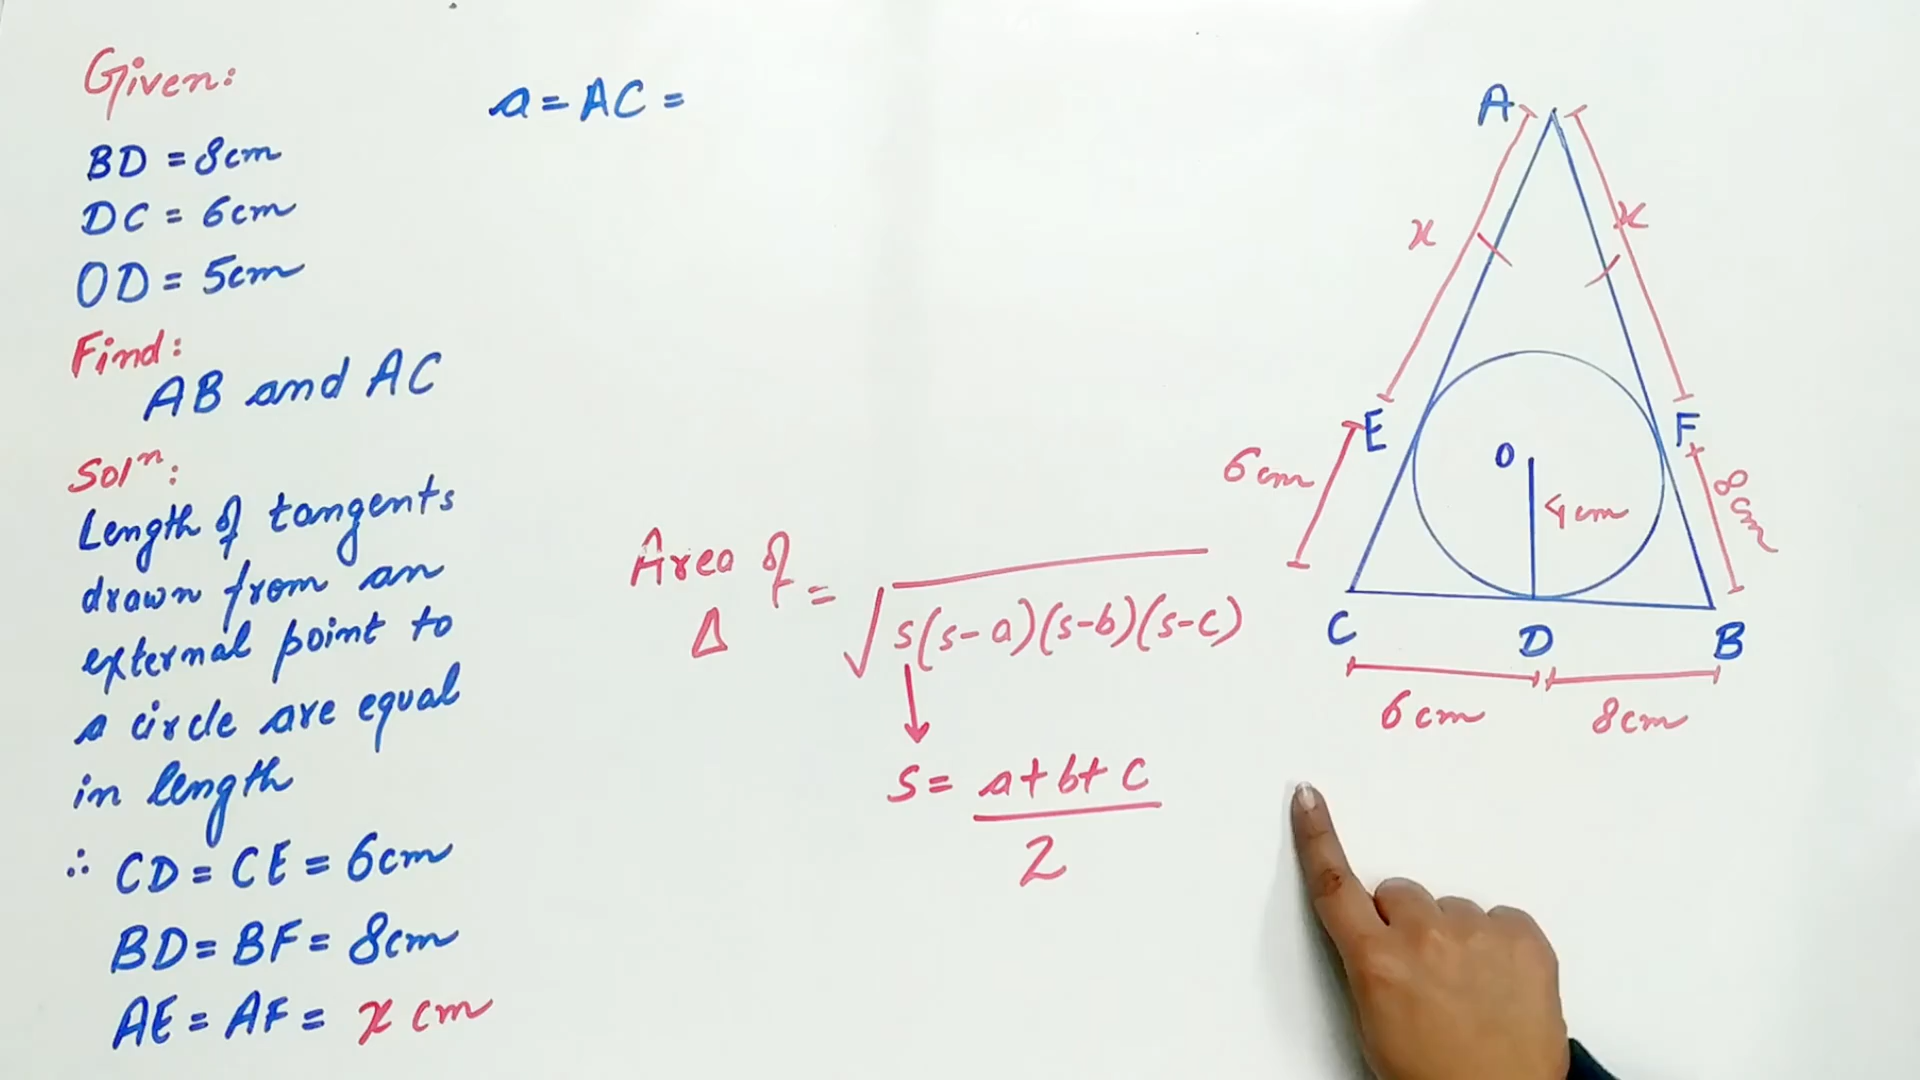 Given:
BD = 8cm
DC = 6cm
OD = 5cm
Find:
AB and AC
Solⁿ:
Length of tangents
drawn from an
external point to
a circle are equal
in length
∴ CD = CE = 6cm
BD = BF = 8cm
AE = AF = x cm
a = AC =
Area of Δ = √s(s-a)(s-b)(s-c)
s = a+b+c
2
A
x
x
E
F
6cm
O
8cm
4cm
C
D
B
6cm
8cm